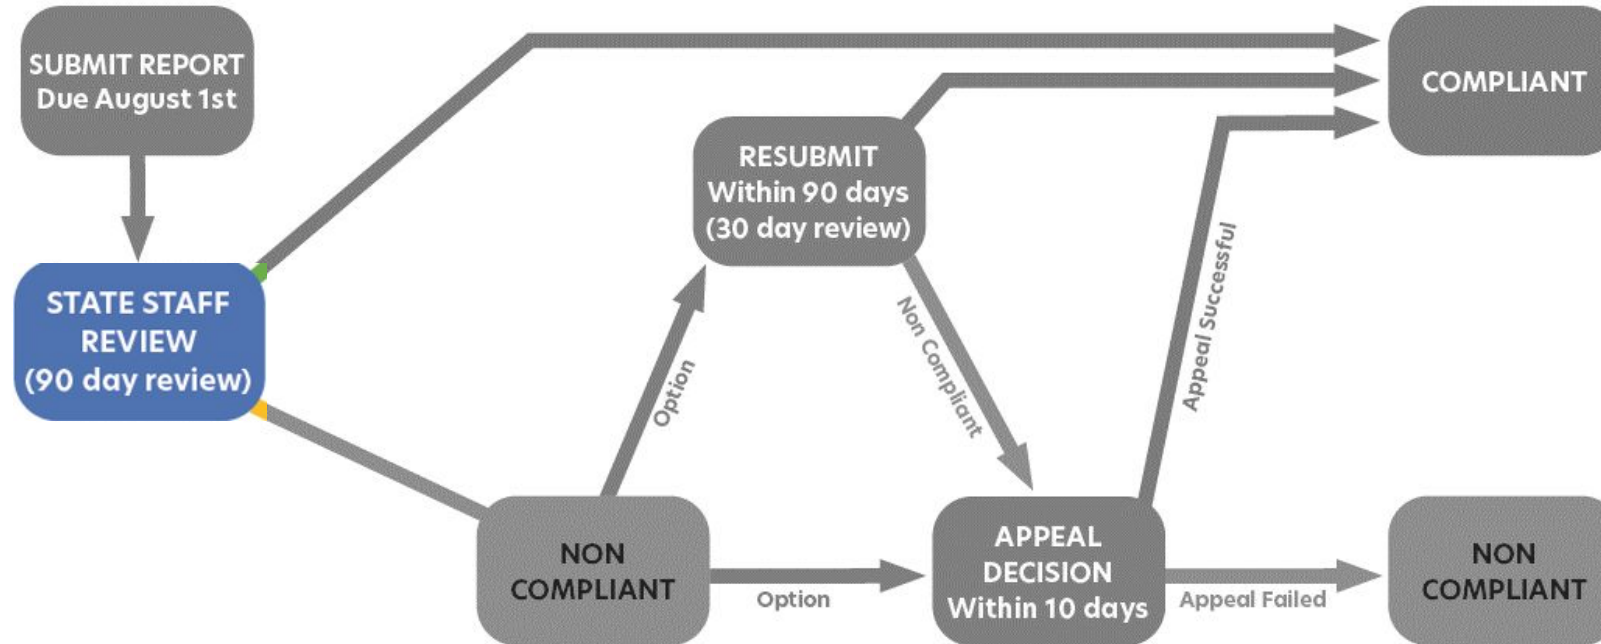 SUBMIT REPORT
Due August 1st
COMPLIANT
RESUBMIT
Within 90 days
(30 day review)
STATE STAFF
REVIEW
(90 day review)
Option
Non Compliant
Appeal Successful
NON
COMPLIANT
Option
APPEAL
DECISION
Within 10 days
Appeal Failed
NON
COMPLIANT